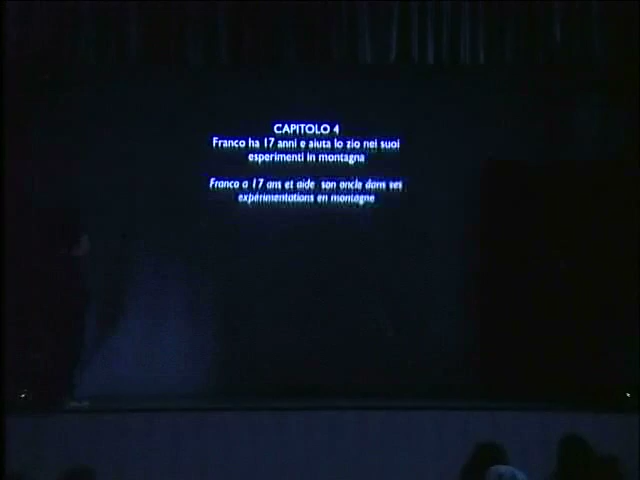 CAPITOLO 4
Franco ha 17 anni e aiuta lo zio nei suoi
esperimenti in montagna
Franco a 17 ans et aide son oncle dans ses
expérimentations en montagne